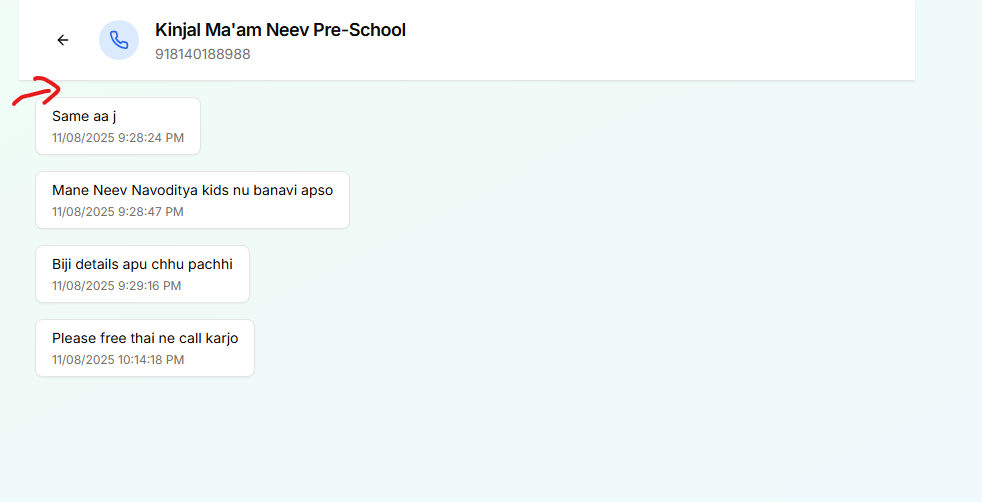 Kinjal Ma'am Neev Pre-School
918140188988
Same aa j
11/08/2025 9:28:24 PM
Mane Neev Navoditya kids nu banavi apso
11/08/2025 9:28:47 PM
Biji details apu chhu pachhi
11/08/2025 9:29:16 PM
Please free thai ne call karjo
11/08/2025 10:14:18 PM